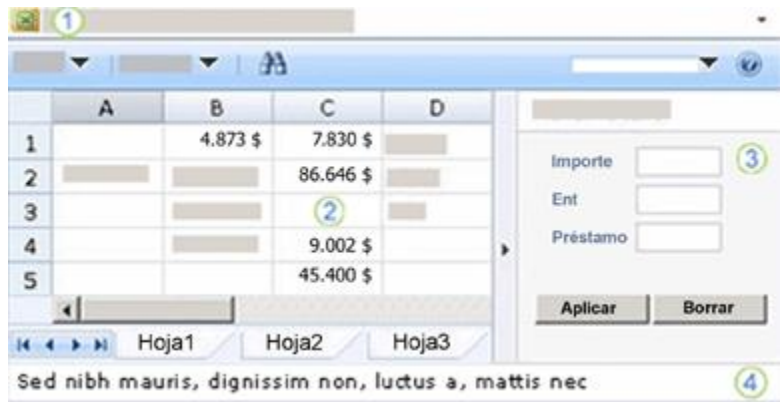 1
A B C D
1 4.873 $ 7.830 $
2 86.646 $
3 2
4 9.002 $
5 45.400 $
3
Importe
Ent
Préstamo
Aplicar Borrar
Hoja1 Hoja2 Hoja3
Sed nibh mauris, dignissim non, luctus a, mattis nec 4